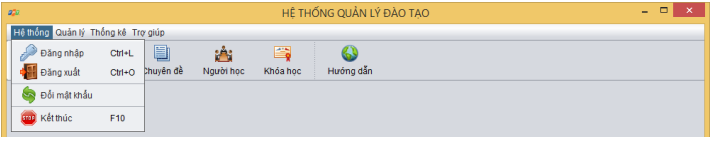 HỆ THỐNG QUẢN LÝ ĐÀO TẠO
Hệ thống Quản lý Thống kê Trợ giúp
Đăng nhập Ctrl+L
Đăng xuất Ctrl+O
Đổi mật khẩu
Kết thúc F10
Chuyên đề Người học Khóa học Hướng dẫn